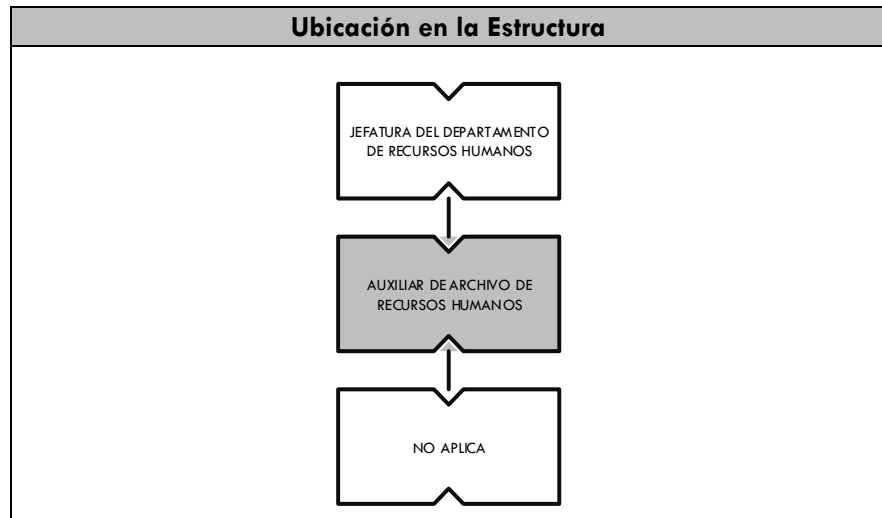 Ubicación en la Estructura
JEFATURA DEL DEPARTAMENTO
DE RECURSOS HUMANOS
AUXILIAR DE ARCHIVO DE
RECURSOS HUMANOS
NO APLICA